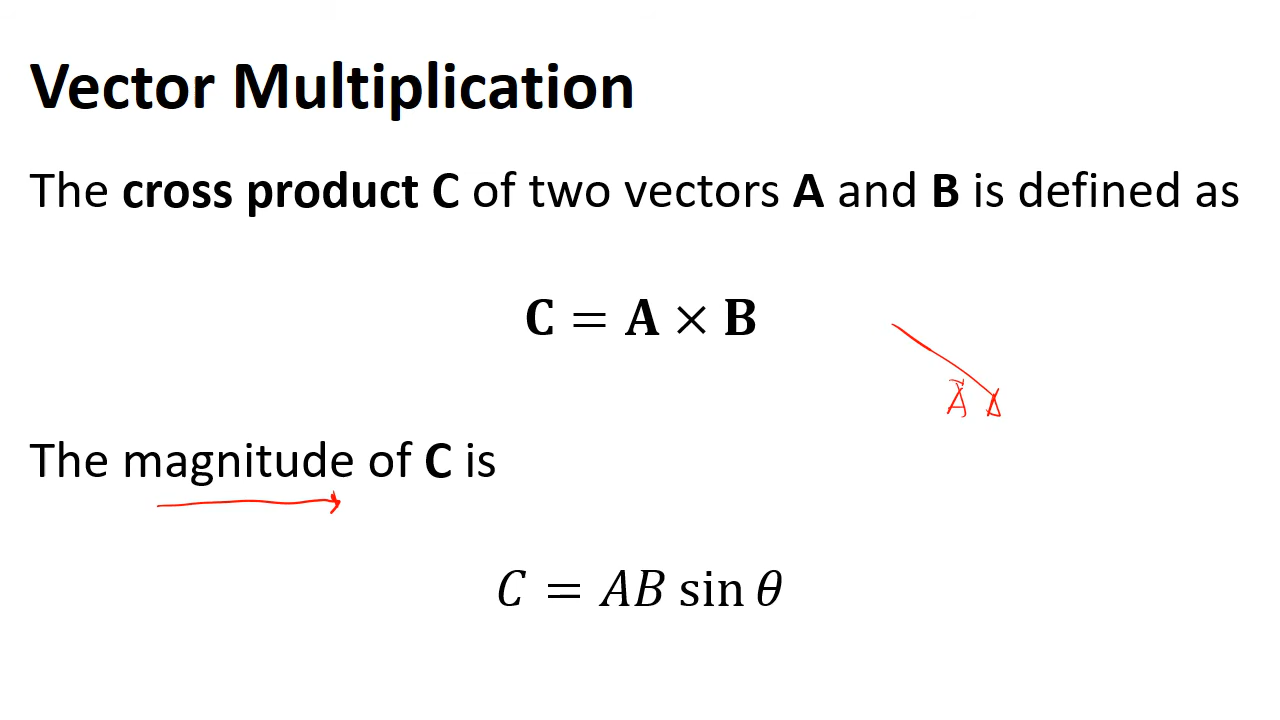 Vector Multiplication
The cross product C of two vectors A and B is defined as
C = A × B
A⃗
The magnitude of C is
C = AB sin θ